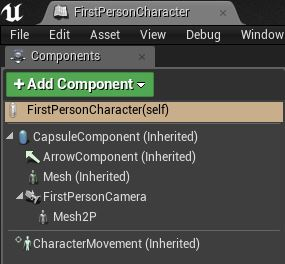 FirstPersonCharacter
File Edit Asset View Debug Window
Components
+ Add Component
FirstPersonCharacter(self)
CapsuleComponent (Inherited)
ArrowComponent (Inherited)
Mesh (Inherited)
FirstPersonCamera
Mesh2P
CharacterMovement (Inherited)